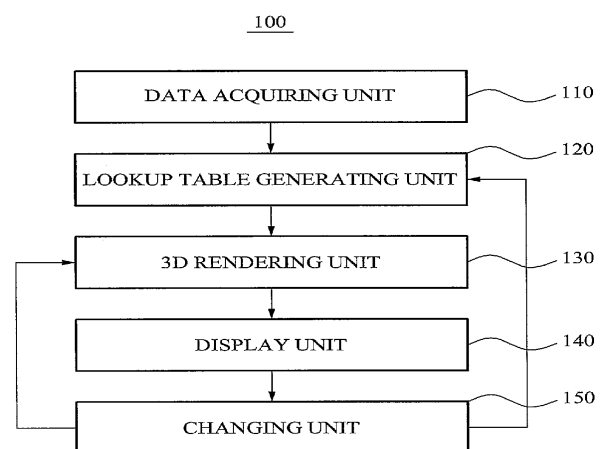 100
DATA ACQUIRING UNIT
110
120
LOOKUP TABLE GENERATING UNIT
3D RENDERING UNIT
130
DISPLAY UNIT
140
150
CHANGING UNIT